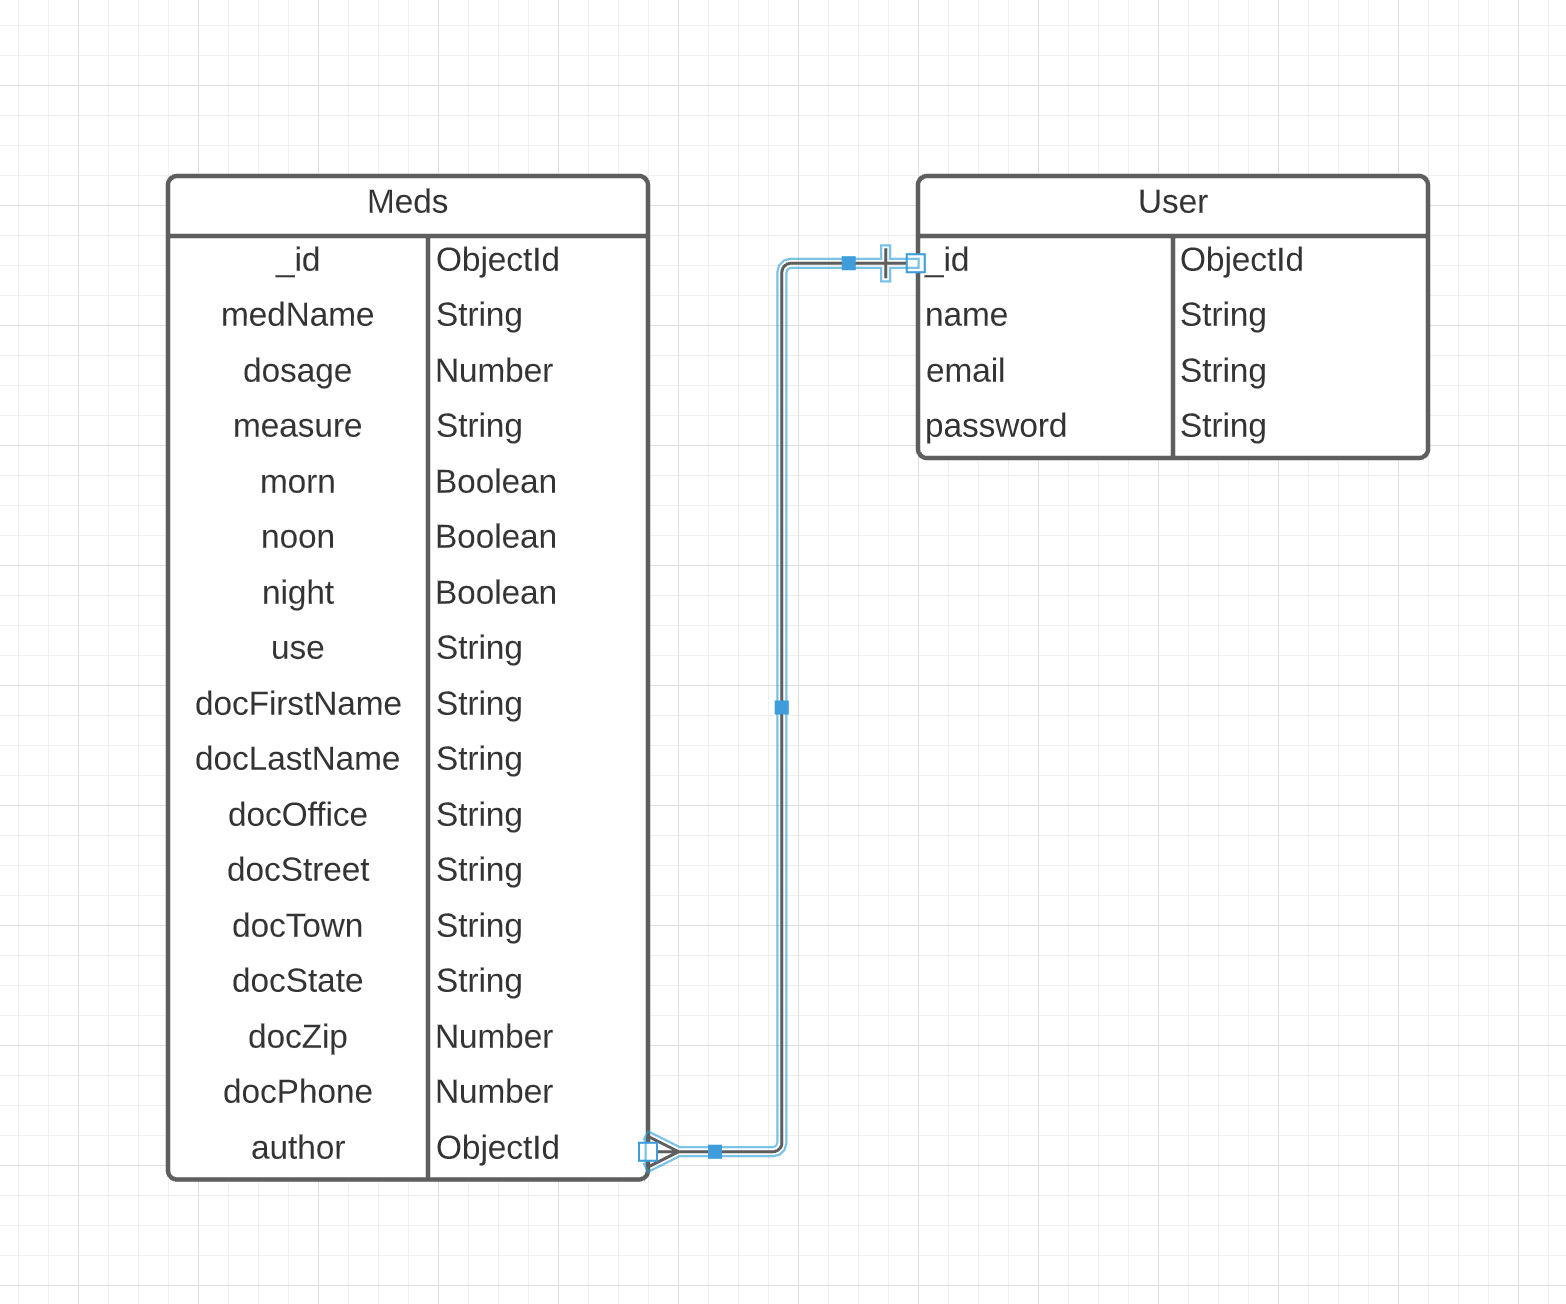 Meds
_id ObjectId
medName String
dosage Number
measure String
morn Boolean
noon Boolean
night Boolean
use String
docFirstName String
docLastName String
docOffice String
docStreet String
docTown String
docState String
docZip Number
docPhone Number
author ObjectId
User
_id ObjectId
name String
email String
password String